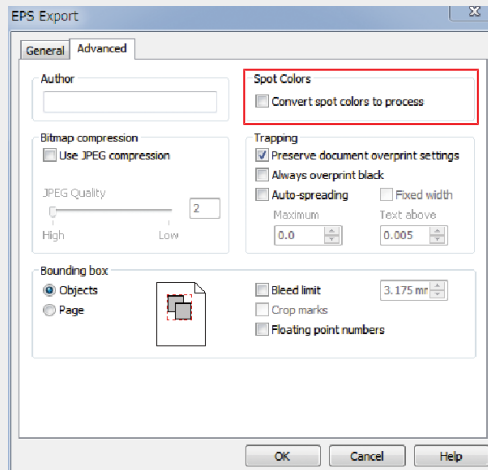 EPS Export
General Advanced
Author
Spot Colors
Convert spot colors to process
Bitmap compression
Use JPEG compression
JPEG Quality
2
High Low
Trapping
Preserve document overprint settings
Always overprint black
Auto-spreading Fixed width
Maximum Text above
0.0 0.005
Bounding box
Objects
Page
Bleed limit 3.175 mm
Crop marks
Floating point numbers
OK Cancel Help